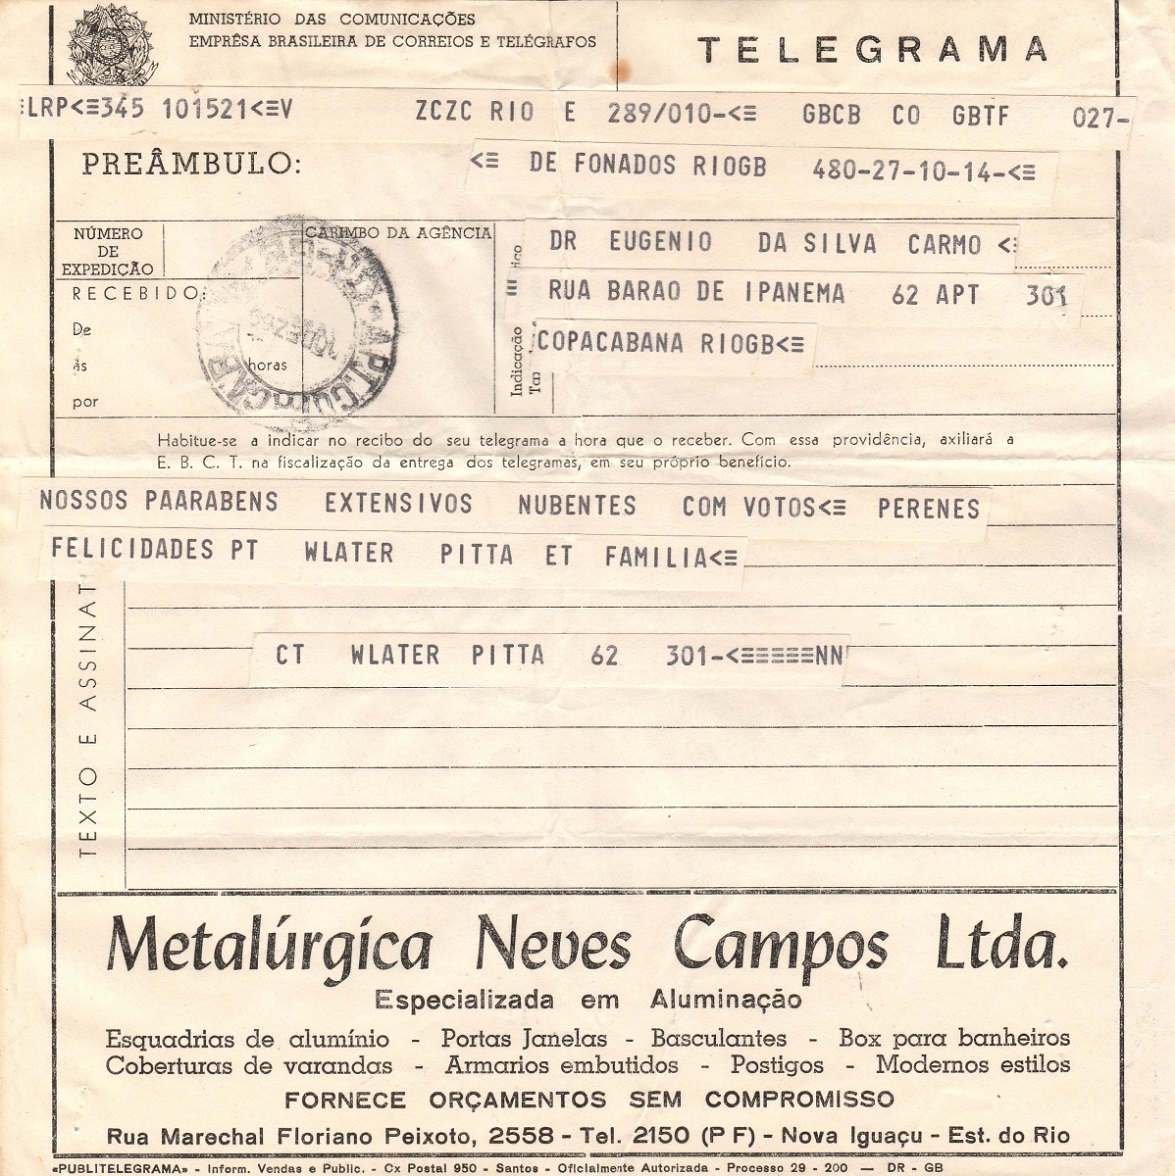 MINISTÉRIO DAS COMUNICAÇÕES
EMPRÊSA BRASILEIRA DE CORREIOS E TELÉGRAFOS
TELEGRAMA
LRP<≡345 101521<≡V ZCZC RIO E 289/010-<≡ GBCB CO GBTF 027-
PREÂMBULO:
<≡ DE FONADOS RIOGB 480-27-10-14-<≡
NÚMERO
DE
EXPEDIÇÃO
CARIMBO DA AGÊNCIA
RECEBIDO:
De
às
horas
por
Indicação
DR EUGENIO DA SILVA CARMO <≡
≡ RUA BARAO DE IPANEMA 62 APT 301
COPACABANA RIOGB<≡
Habitue-se a indicar no recibo do seu telegrama a hora que o receber. Com essa providência, axiliará a
E. B. C. T. na fiscalização da entrega dos telegramas, em seu próprio benefício.
NOSSOS PAARABENS EXTENSIVOS NUBENTES COM VOTOS<≡ PERENES
FELICIDADES PT WLATER PITTA ET FAMILIA<≡
TEXTO E ASSINAT
CT WLATER PITTA 62 301-<≡≡≡≡≡NN
Metalúrgica Neves Campos Ltda.
Especializada em Aluminação
Esquadrias de alumínio - Portas Janelas - Basculantes - Box para banheiros
Coberturas de varandas - Armarios embutidos - Postigos - Modernos estilos
FORNECE ORÇAMENTOS SEM COMPROMISSO
Rua Marechal Floriano Peixoto, 2558 - Tel. 2150 (P F) - Nova Iguaçu - Est. do Rio
«PUBLITELEGRAMA» - Inform. Vendas e Public. - Cx Postal 950 - Santos - Oficialmente Autorizada - Processo 29 - 200 — DR - GB